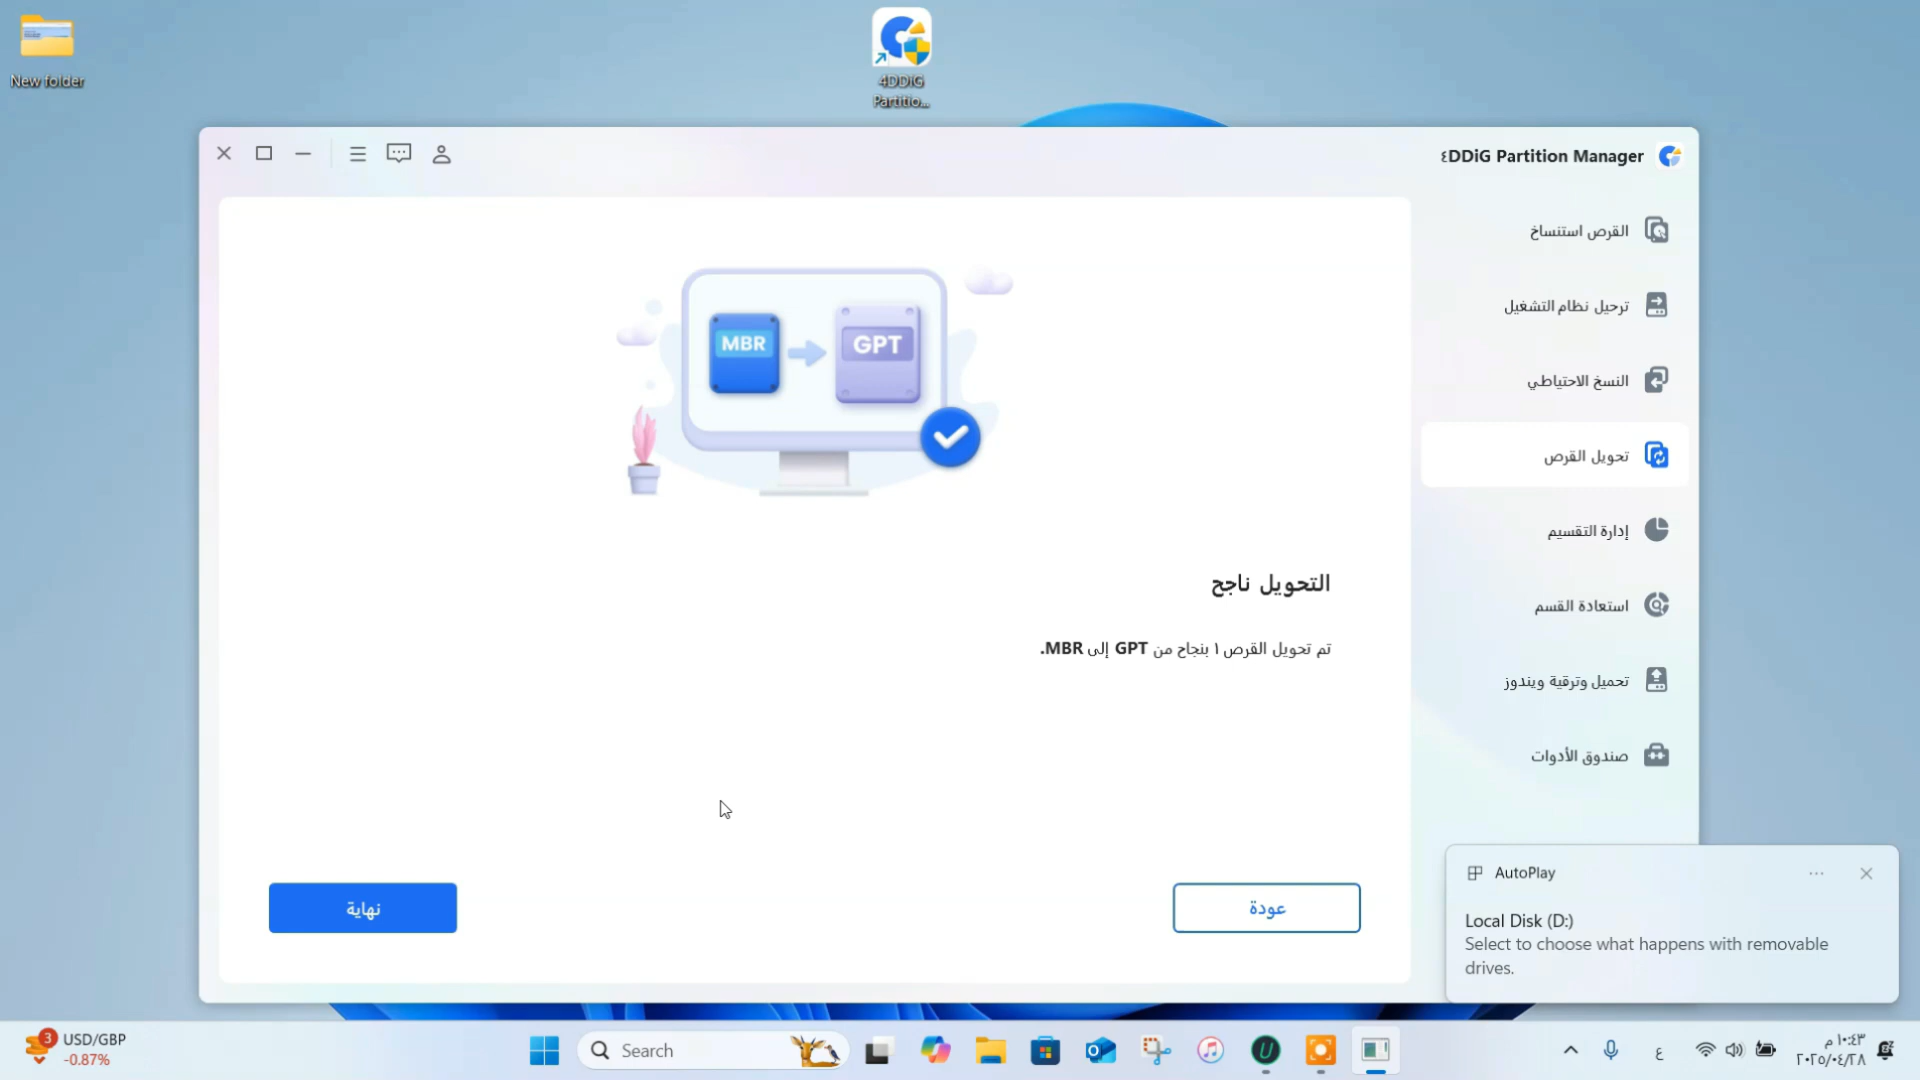 New folder
4DDiG
Partitio...
٤DDiG Partition Manager
القرص استنساخ
ترحيل نظام التشغيل
النسخ الاحتياطي
تحويل القرص
إدارة التقسيم
استعادة القسم
تحميل وترقية ويندوز
صندوق الأدوات
MBR
GPT
التحويل ناجح
تم تحويل القرص ١ بنجاح من GPT إلى MBR.
عودة
نهاية
AutoPlay
Local Disk (D:)
Select to choose what happens with removable
drives.
3
USD/GBP
-0.87%
Search
ع
١٠:٤٣ م
٢٠٢٥/٠٤/٢٨